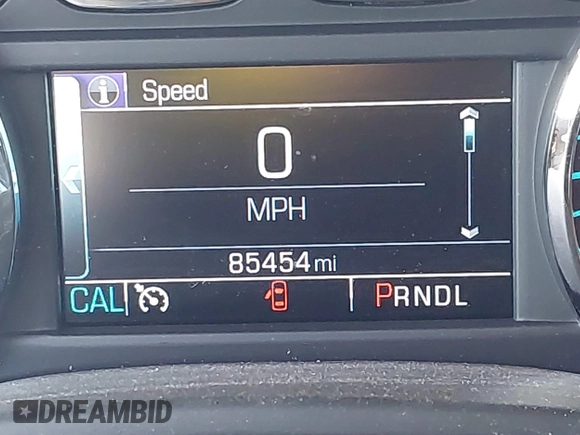 i Speed
0
MPH
85454 mi
CAL PRNDL
DREAMBID